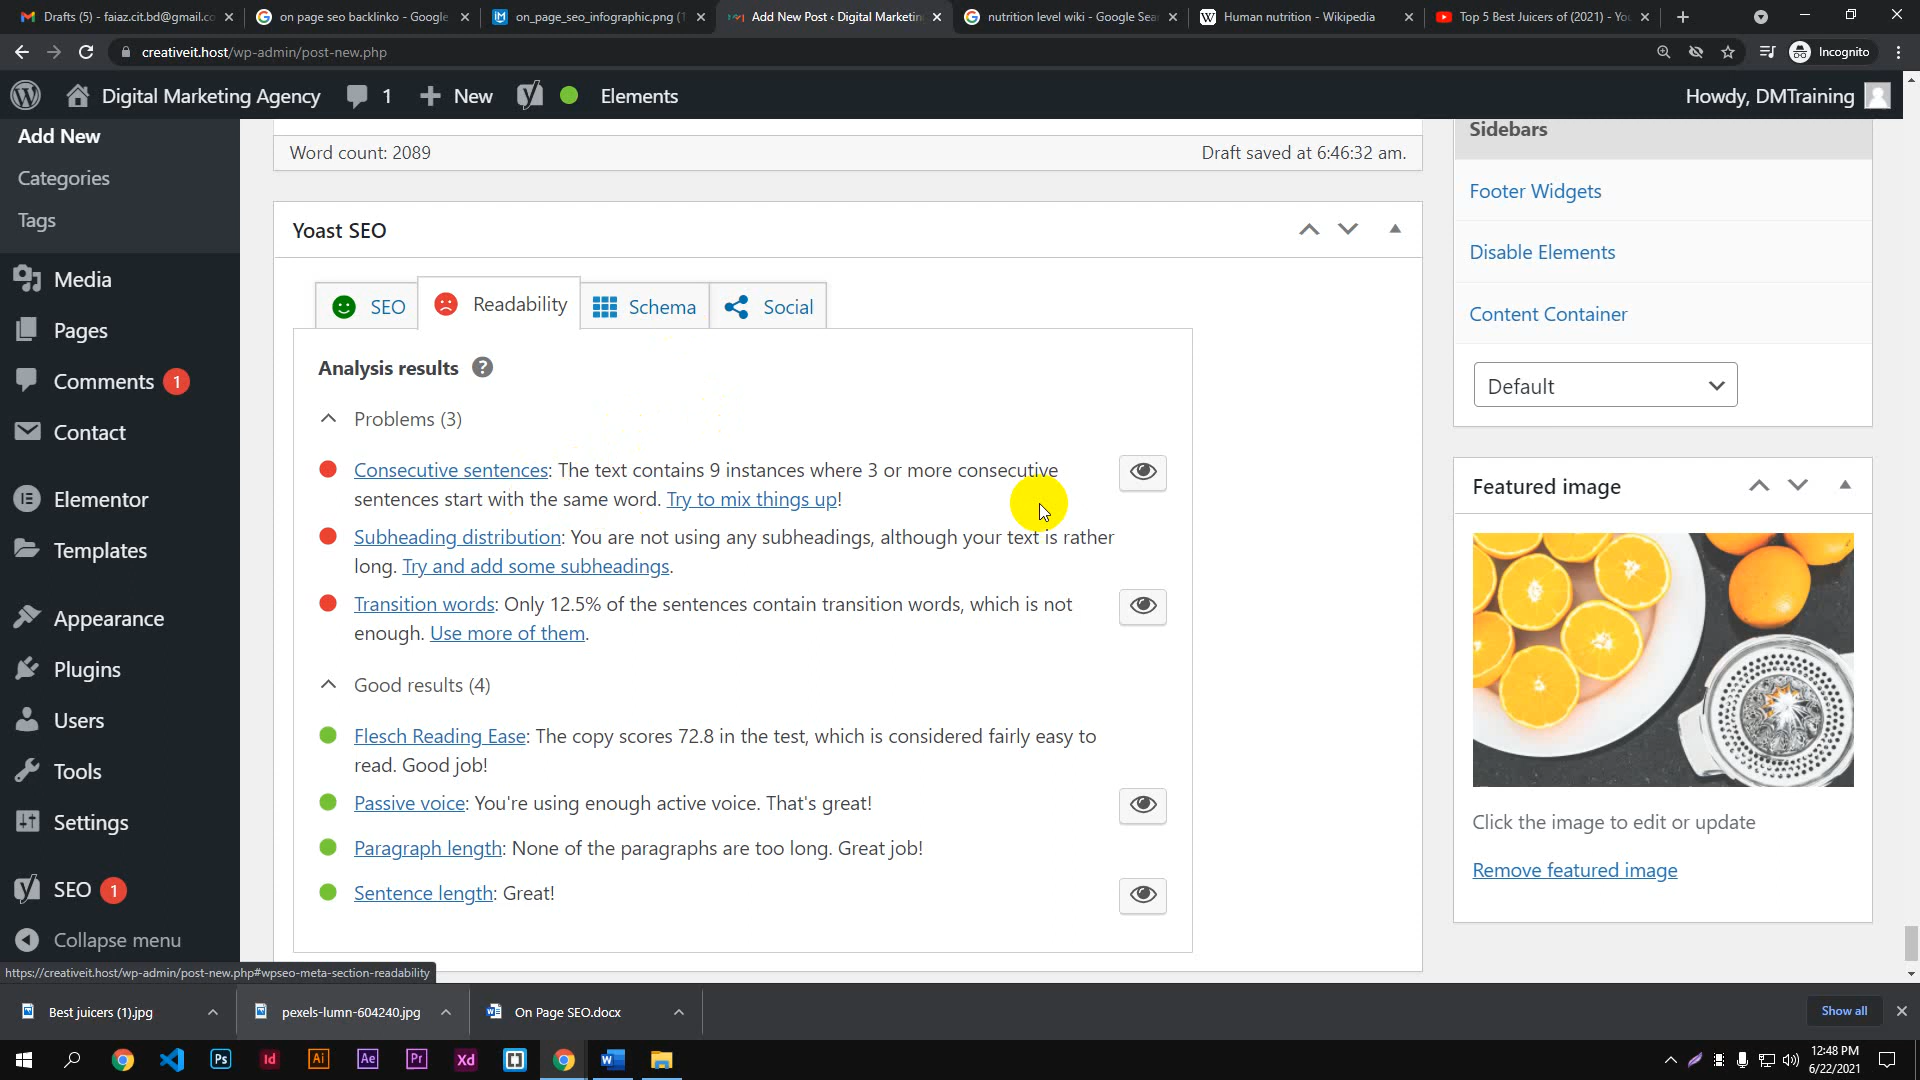 Drafts (5) - faiaz.cit.bd@gmail.co
on page seo backlinko - Google
on_page_seo_infographic.png (1
Add New Post ‹ Digital Marketin
nutrition level wiki - Google Sea
Human nutrition - Wikipedia
Top 5 Best Juicers of (2021) - You
creativeit.host/wp-admin/post-new.php
Incognito
Digital Marketing Agency
1
New
Elements
Howdy, DMTraining
Add New
Categories
Tags
Media
Pages
Comments 1
Contact
Elementor
Templates
Appearance
Plugins
Users
Tools
Settings
SEO 1
Collapse menu
Word count: 2089
Draft saved at 6:46:32 am.
Yoast SEO
SEO
Readability
Schema
Social
Analysis results
Problems (3)
Consecutive sentences: The text contains 9 instances where 3 or more consecutive
sentences start with the same word. Try to mix things up!
Subheading distribution: You are not using any subheadings, although your text is rather
long. Try and add some subheadings.
Transition words: Only 12.5% of the sentences contain transition words, which is not
enough. Use more of them.
Good results (4)
Flesch Reading Ease: The copy scores 72.8 in the test, which is considered fairly easy to
read. Good job!
Passive voice: You're using enough active voice. That's great!
Paragraph length: None of the paragraphs are too long. Great job!
Sentence length: Great!
Sidebars
Footer Widgets
Disable Elements
Content Container
Default
Featured image
Click the image to edit or update
Remove featured image
https://creativeit.host/wp-admin/post-new.php#wpseo-meta-section-readability
Best juicers (1).jpg
pexels-lumn-604240.jpg
On Page SEO.docx
Show all
Ps
Id
Ai
Ae
Pr
Xd
12:48 PM
6/22/2021